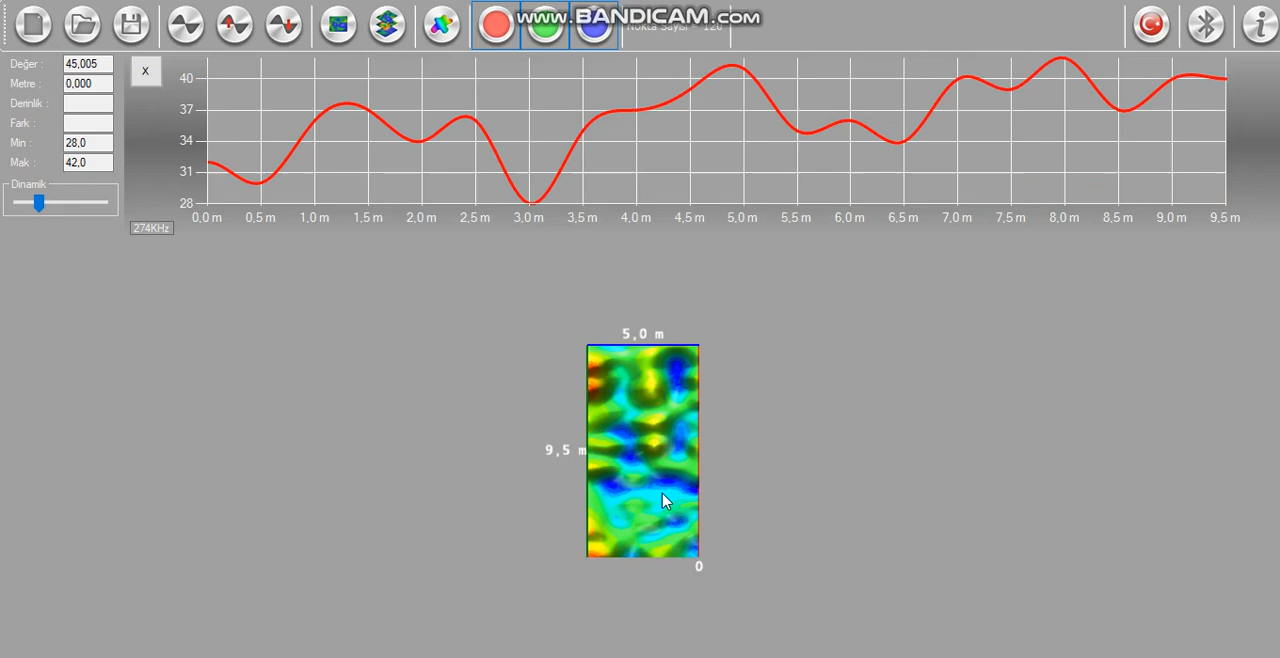 www.BANDICAM.com
Nokta Sayısı = 120
Değer : 45,005
Metre : 0,000
Derinlik :
Fark :
Min : 28,0
Mak : 42,0
Dinamik
X
40
37
34
31
28
0,0 m 0,5 m 1,0 m 1,5 m 2,0 m 2,5 m 3,0 m 3,5 m 4,0 m 4,5 m 5,0 m 5,5 m 6,0 m 6,5 m 7,0 m 7,5 m 8,0 m 8,5 m 9,0 m 9,5 m
274KHz
5,0 m
9,5 m
0